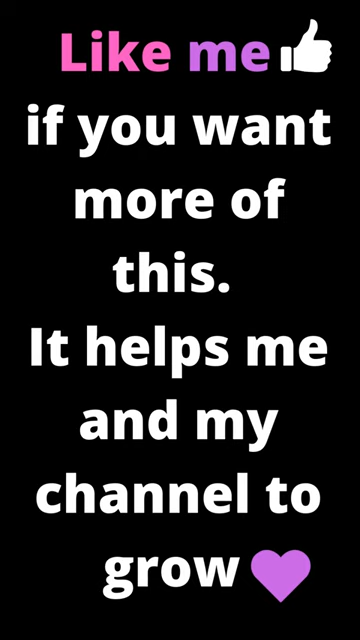 Like me
if you want
more of
this.
It helps me
and my
channel to
grow